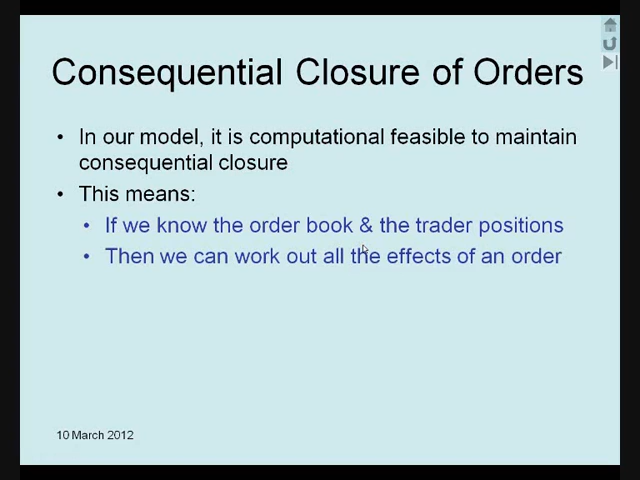 Consequential Closure of Orders
• In our model, it is computational feasible to maintain
consequential closure
• This means:
• If we know the order book & the trader positions
• Then we can work out all the effects of an order
10 March 2012